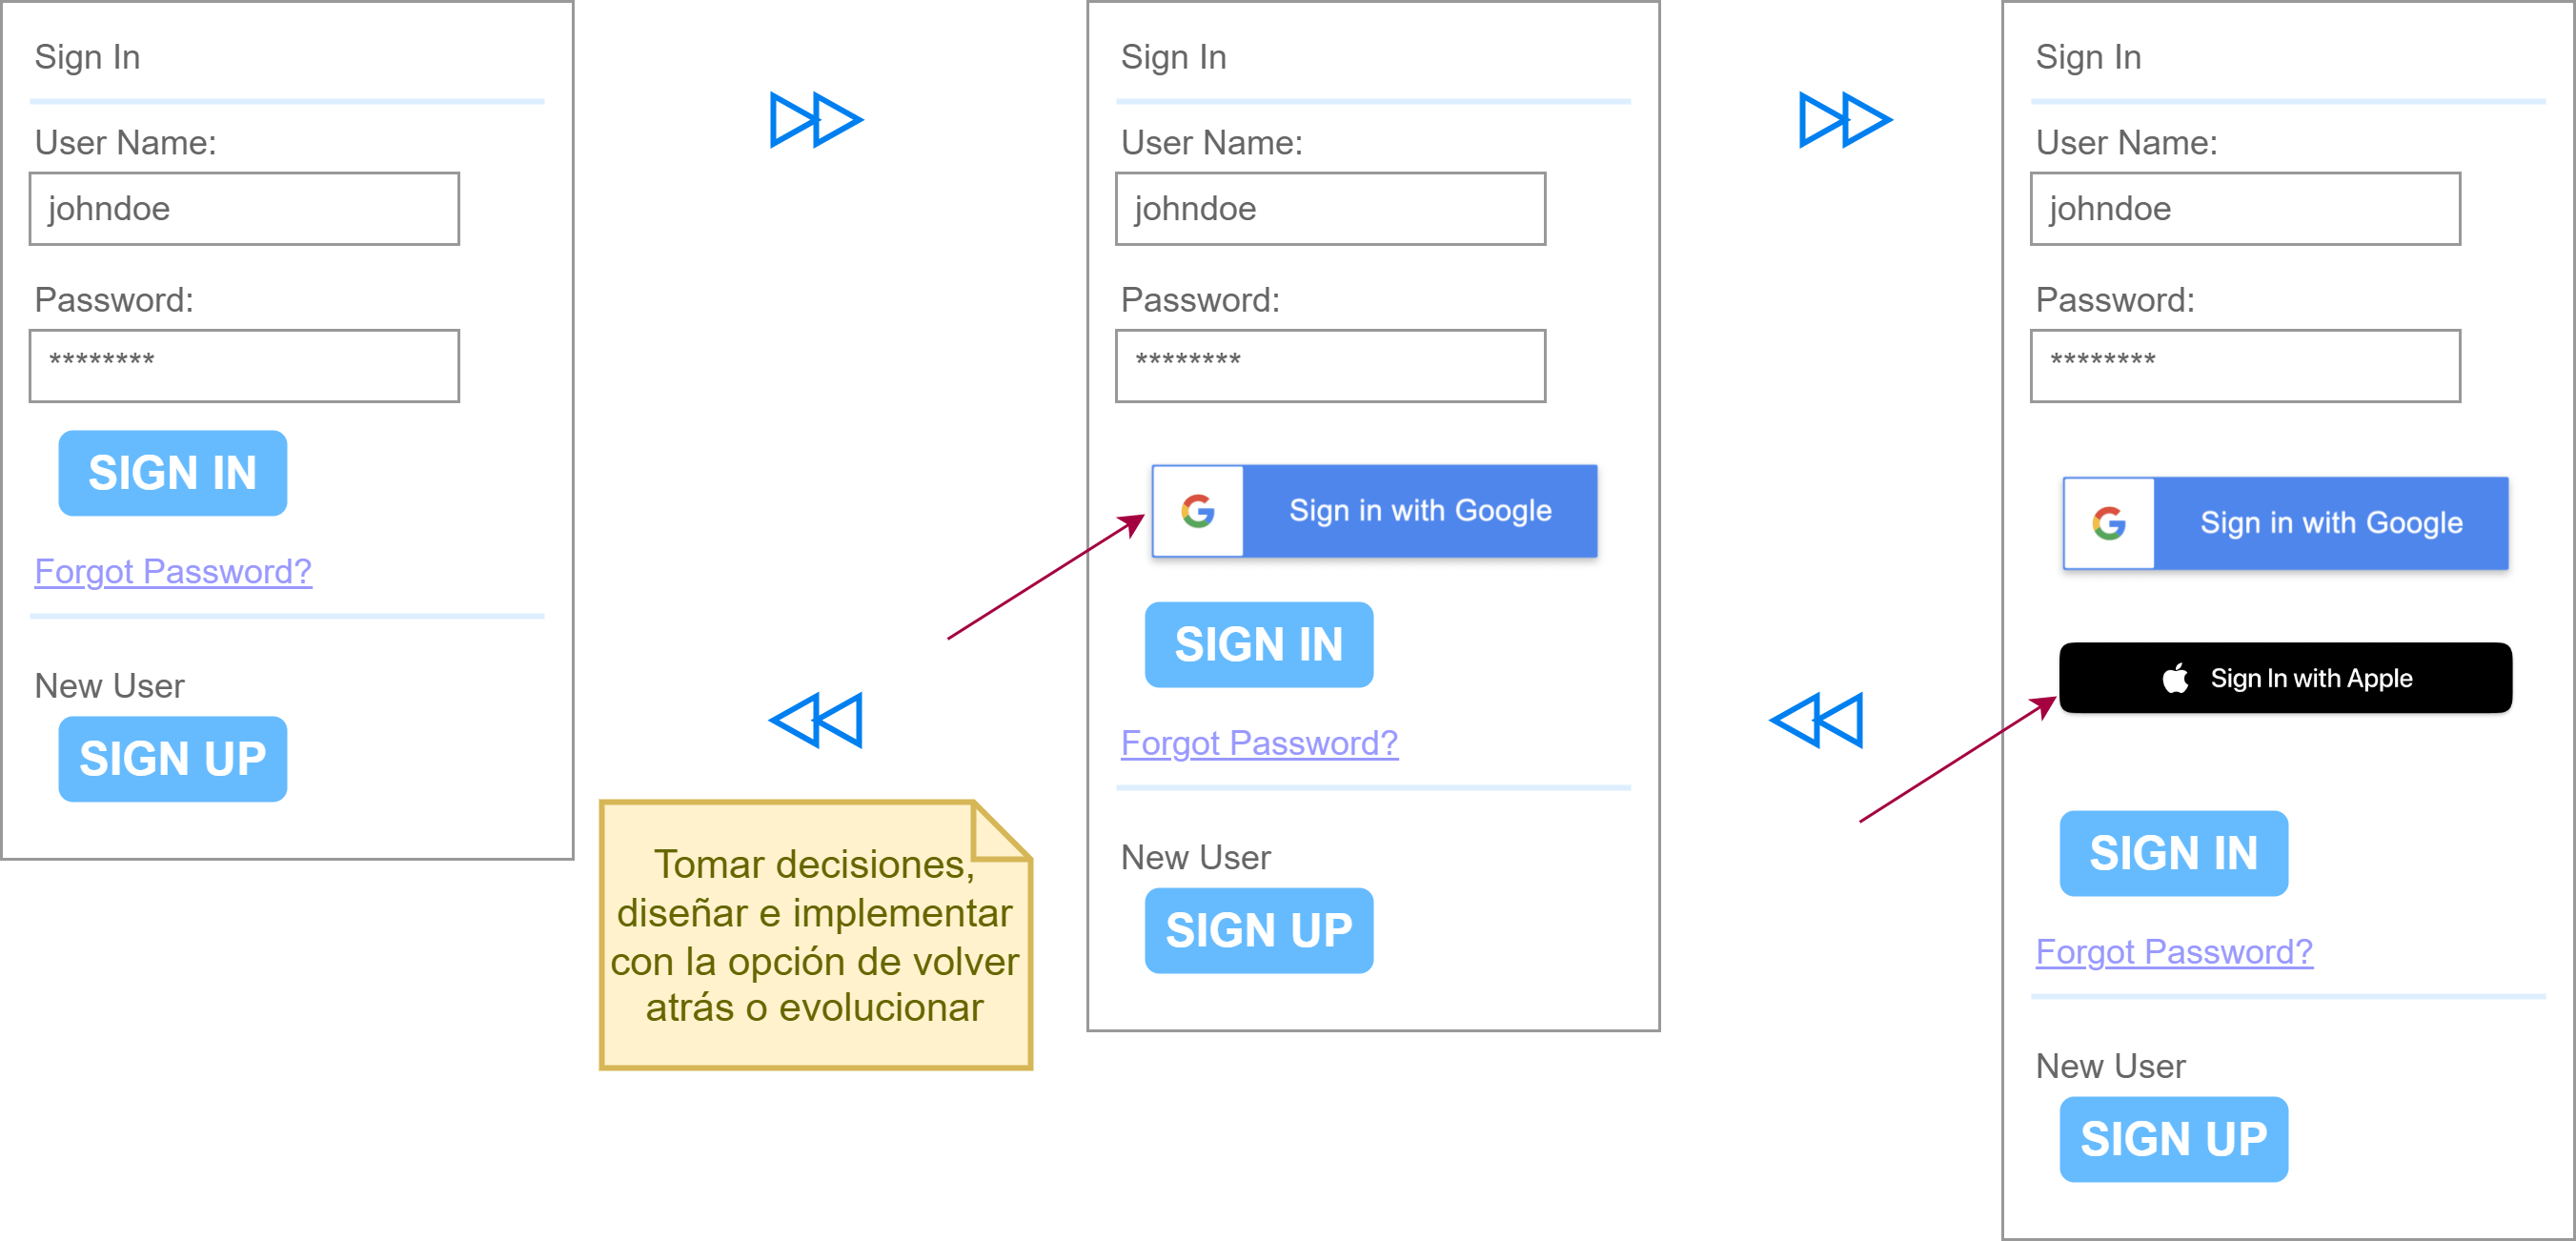 Sign In
User Name:
johndoe
Password:
********
SIGN IN
Forgot Password?
New User
SIGN UP
Tomar decisiones,
diseñar e implementar
con la opción de volver
atrás o evolucionar
Sign In
User Name:
johndoe
Password:
********
Sign in with Google
SIGN IN
Forgot Password?
New User
SIGN UP
Sign In
User Name:
johndoe
Password:
********
Sign in with Google
Sign In with Apple
SIGN IN
Forgot Password?
New User
SIGN UP